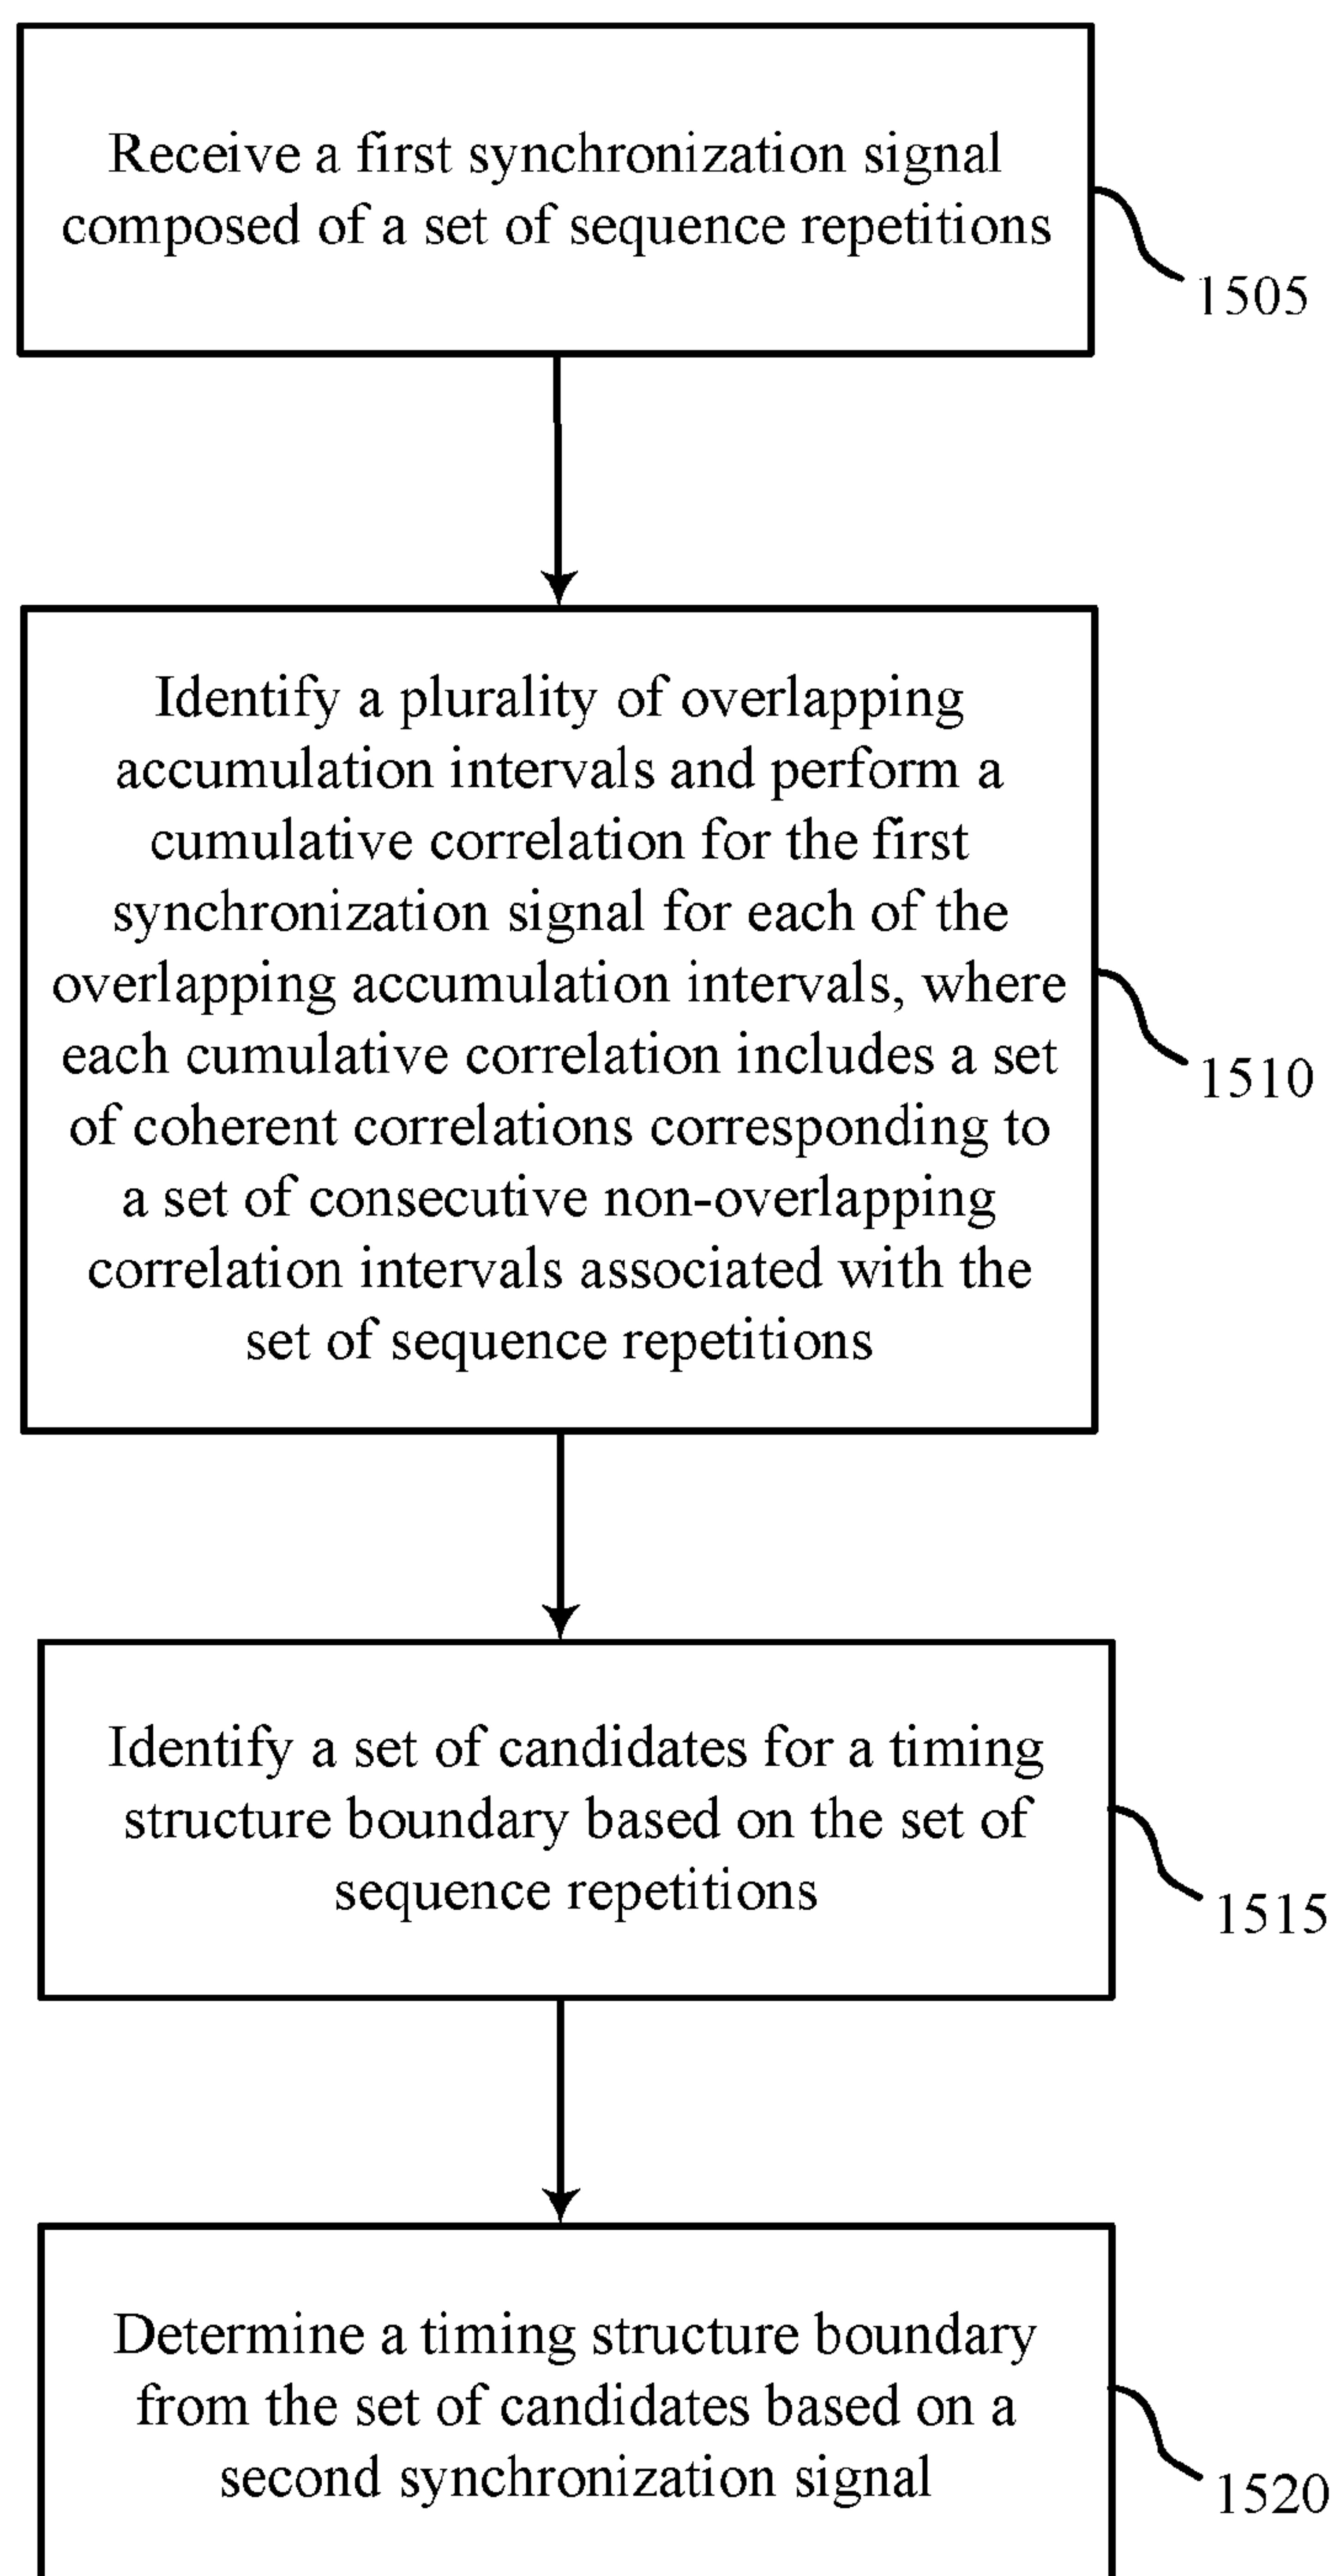 Receive a first synchronization signal
composed of a set of sequence repetitions
1505
Identify a plurality of overlapping
accumulation intervals and perform a
cumulative correlation for the first
synchronization signal for each of the
overlapping accumulation intervals, where
each cumulative correlation includes a set
of coherent correlations corresponding to
a set of consecutive non-overlapping
correlation intervals associated with the
set of sequence repetitions
1510
Identify a set of candidates for a timing
structure boundary based on the set of
sequence repetitions
1515
Determine a timing structure boundary
from the set of candidates based on a
second synchronization signal
1520